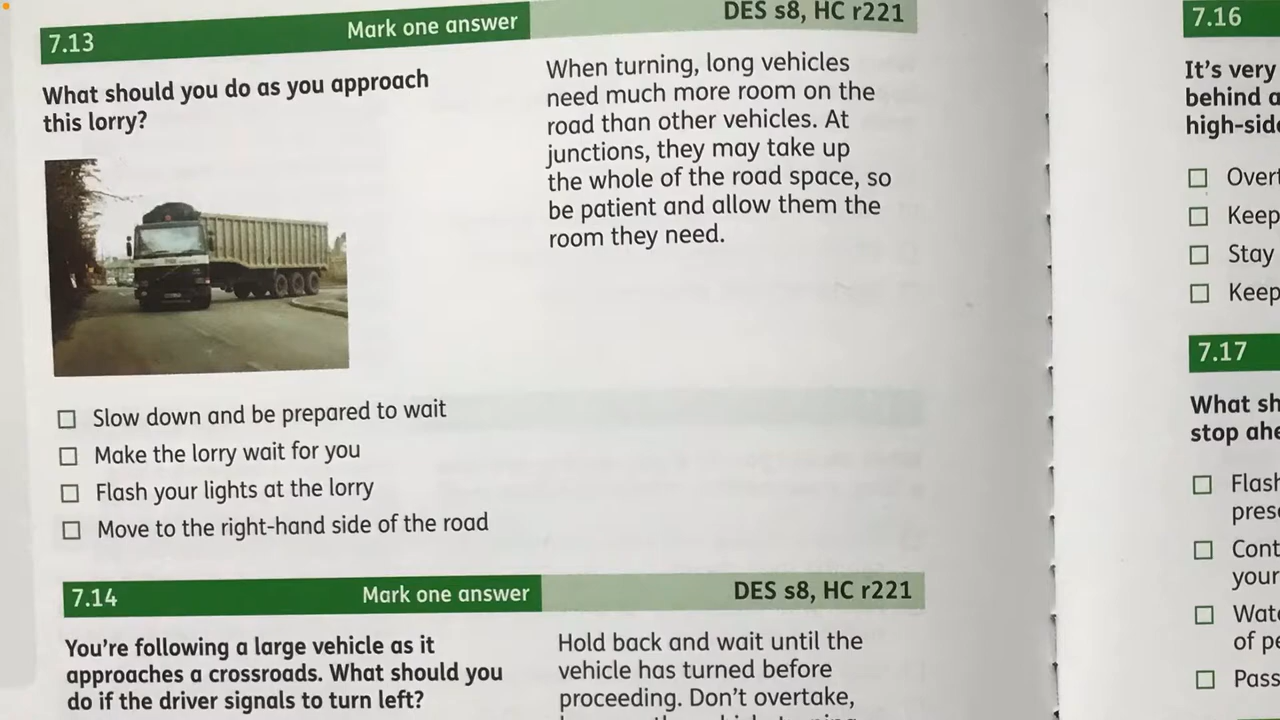 7.13 Mark one answer DES s8, HC r221
What should you do as you approach
this lorry?
When turning, long vehicles
need much more room on the
road than other vehicles. At
junctions, they may take up
the whole of the road space, so
be patient and allow them the
room they need.
Slow down and be prepared to wait
Make the lorry wait for you
Flash your lights at the lorry
Move to the right-hand side of the road
7.14 Mark one answer DES s8, HC r221
You're following a large vehicle as it
approaches a crossroads. What should you
do if the driver signals to turn left?
Hold back and wait until the
vehicle has turned before
proceeding. Don't overtake,
7.16
It's very
behind
high-sid
Overt
Keep
Stay
Keep
7.17
What sh
stop ahe
Flash
pres
Cont
your
Wat
of pe
Pass